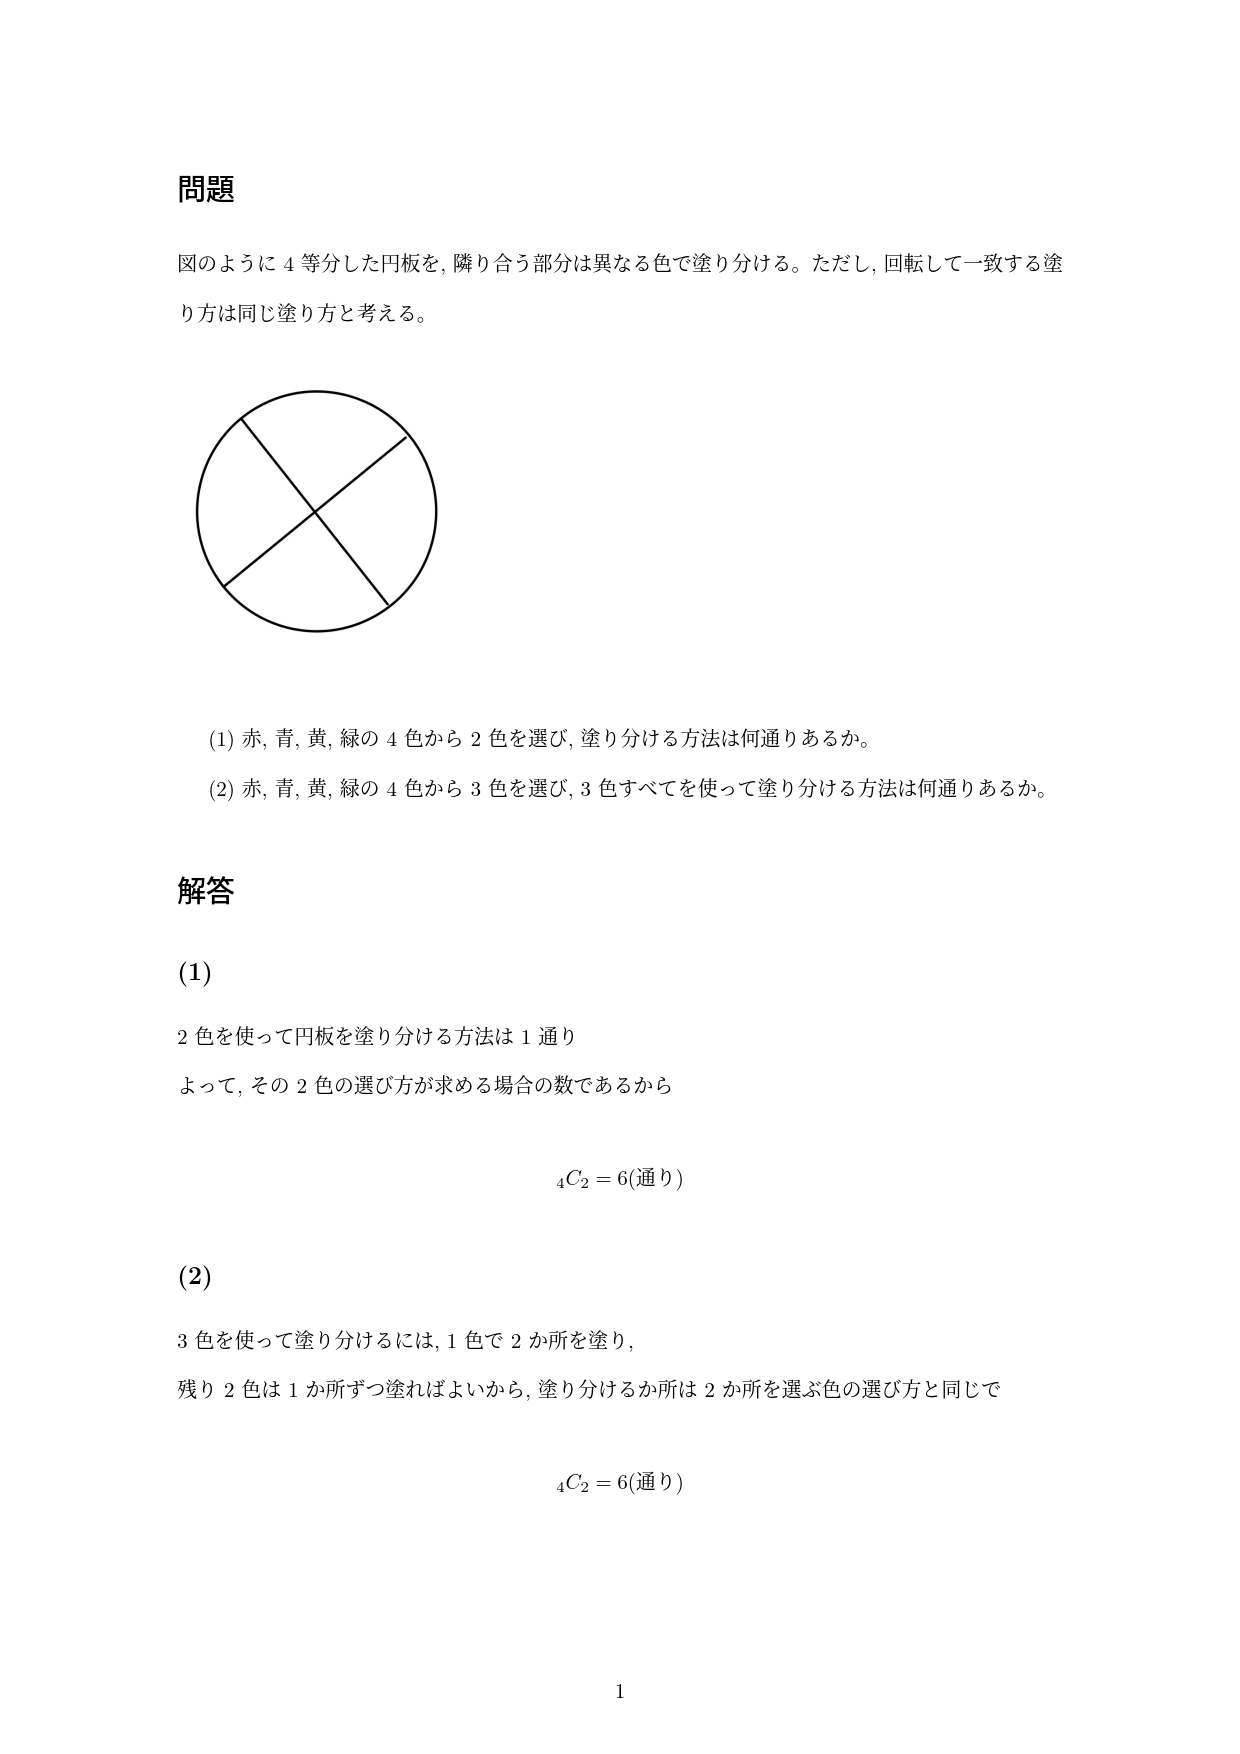 問題
図のように 4 等分した円板を, 隣り合う部分は異なる色で塗り分ける。ただし, 回転して一致する塗
り方は同じ塗り方と考える。
(1) 赤, 青, 黄, 緑の 4 色から 2 色を選び, 塗り分ける方法は何通りあるか。
(2) 赤, 青, 黄, 緑の 4 色から 3 色を選び, 3 色すべてを使って塗り分ける方法は何通りあるか。
解答
(1)
2 色を使って円板を塗り分ける方法は 1 通り
よって, その 2 色の選び方が求める場合の数であるから
₄C₂ = 6(通り)
(2)
3 色を使って塗り分けるには, 1 色で 2 か所を塗り,
残り 2 色は 1 か所ずつ塗ればよいから, 塗り分けるか所は 2 か所を選ぶ色の選び方と同じで
₄C₂ = 6(通り)
1